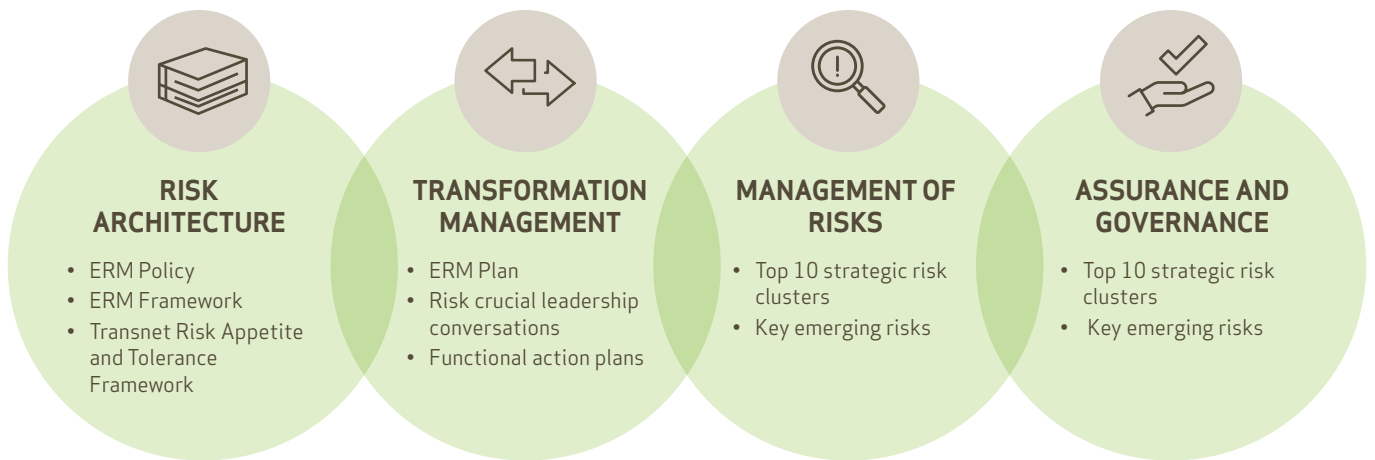 RISK
ARCHITECTURE
• ERM Policy
• ERM Framework
• Transnet Risk Appetite
and Tolerance
Framework
TRANSFORMATION
MANAGEMENT
• ERM Plan
• Risk crucial leadership
conversations
• Functional action plans
MANAGEMENT OF
RISKS
• Top 10 strategic risk
clusters
• Key emerging risks
ASSURANCE AND
GOVERNANCE
• Top 10 strategic risk
clusters
• Key emerging risks